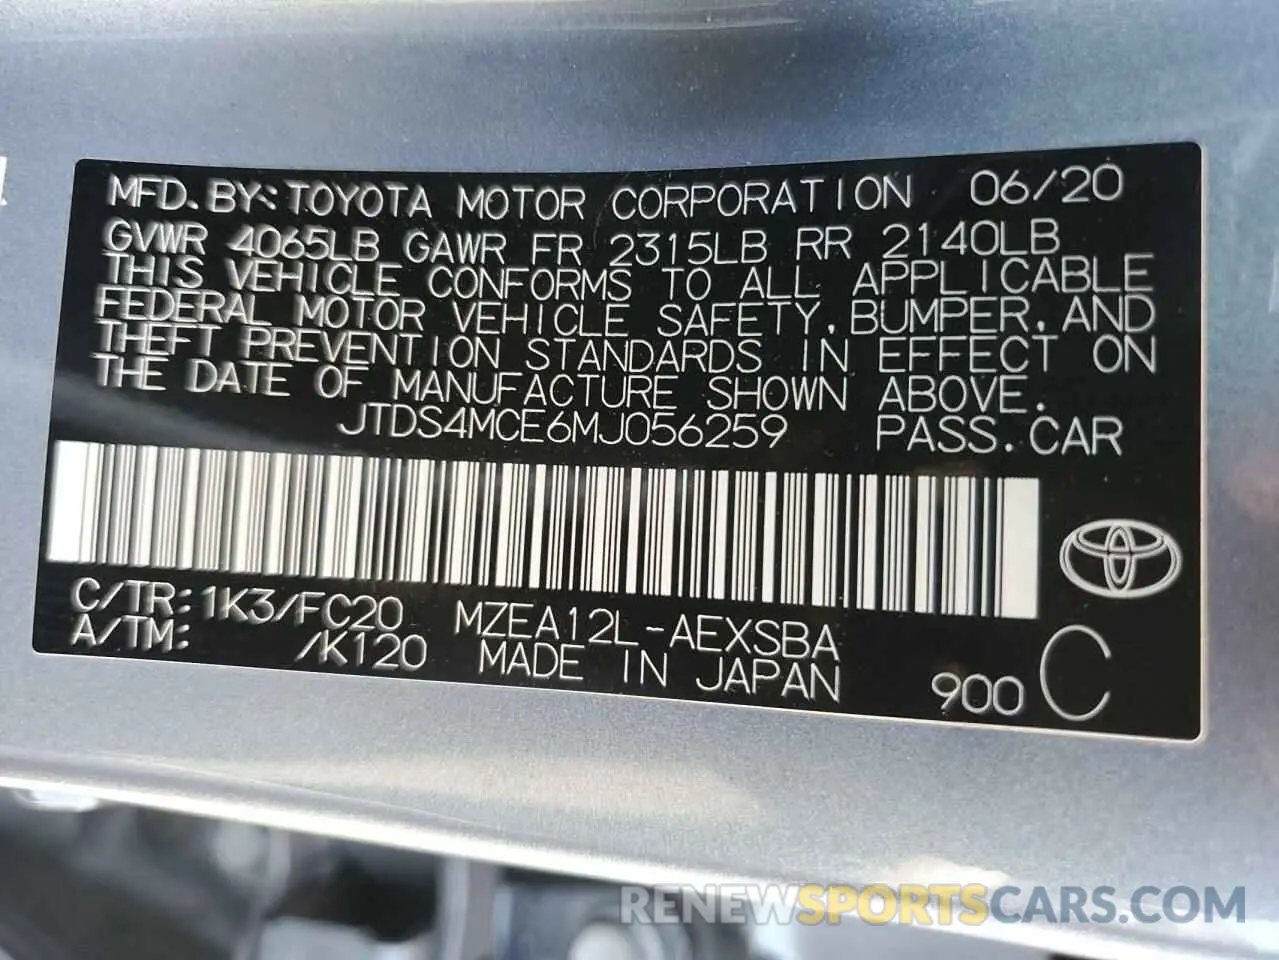 MFD. BY: TOYOTA MOTOR CORPORATION 06/20
GVWR 4065LB GAWR FR 2315LB RR 2140LB
THIS VEHICLE CONFORMS TO ALL APPLICABLE
FEDERAL MOTOR VEHICLE SAFETY, BUMPER, AND
THEFT PREVENTION STANDARDS IN EFFECT ON
THE DATE OF MANUFACTURE SHOWN ABOVE.
JTDS4MCE6MJ056259 PASS. CAR
C/TR: 1K3/FC20 MZEA12L-AEXSBA
A/TM: /K120 MADE IN JAPAN 900 C
RENEWSPORTSCARS.COM